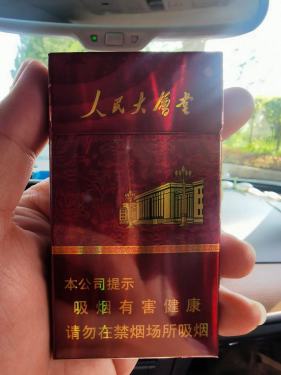 人民大會堂
本公司提示
吸烟有害健康
请勿在禁烟场所吸烟